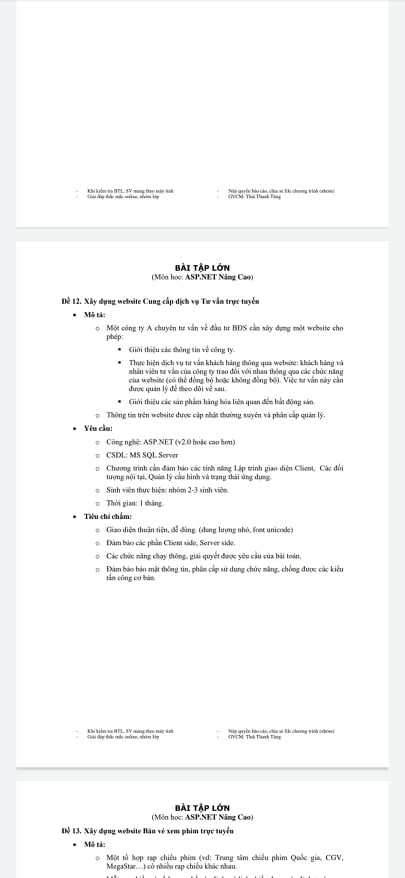 - Khi kiểm tra BTL, SV mang theo máy tính
- Giải đáp thắc mắc online, nhóm lớp
- Nộp quyển báo cáo, chia sẻ file chương trình (nhóm)
- GVCM: Thái Thanh Tùng
BÀI TẬP LỚN
(Môn học: ASP.NET Nâng Cao)
Đề 12. Xây dựng website Cung cấp dịch vụ Tư vấn trực tuyến
• Mô tả:
o Một công ty A chuyên tư vấn về đầu tư BĐS cần xây dựng một website cho
phép:
▪ Giới thiệu các thông tin về công ty.
▪ Thực hiện dịch vụ tư vấn khách hàng thông qua website: khách hàng và
nhân viên tư vấn của công ty trao đổi với nhau thông qua các chức năng
của website (có thể đồng bộ hoặc không đồng bộ). Việc tư vấn này cần
được quản lý để theo dõi về sau.
▪ Giới thiệu các sản phẩm hàng hóa liên quan đến bất động sản.
o Thông tin trên website được cập nhật thường xuyên và phân cấp quản lý.
• Yêu cầu:
o Công nghệ: ASP.NET (v2.0 hoặc cao hơn)
o CSDL: MS SQL Server
o Chương trình cần đảm bảo các tính năng Lập trình giao diện Client, Các đối
tượng nội tại, Quản lý cấu hình và trạng thái ứng dụng.
o Sinh viên thực hiện: nhóm 2-3 sinh viên.
o Thời gian: 1 tháng.
• Tiêu chí chấm:
o Giao diện thuận tiện, dễ dùng. (dung lượng nhỏ, font unicode)
o Đảm bảo các phần Client side, Server side.
o Các chức năng chạy thông, giải quyết được yêu cầu của bài toán.
o Đảm bảo bảo mật thông tin, phân cấp sử dụng chức năng, chống được các kiểu
tấn công cơ bản.
- Khi kiểm tra BTL, SV mang theo máy tính
- Giải đáp thắc mắc online, nhóm lớp
- Nộp quyển báo cáo, chia sẻ file chương trình (nhóm)
- GVCM: Thái Thanh Tùng
BÀI TẬP LỚN
(Môn học: ASP.NET Nâng Cao)
Đề 13. Xây dựng website Bán vé xem phim trực tuyến
• Mô tả:
o Một tổ hợp rạp chiếu phim (vd: Trung tâm chiếu phim Quốc gia, CGV,
MegaStar…) có nhiều rạp chiếu khác nhau.